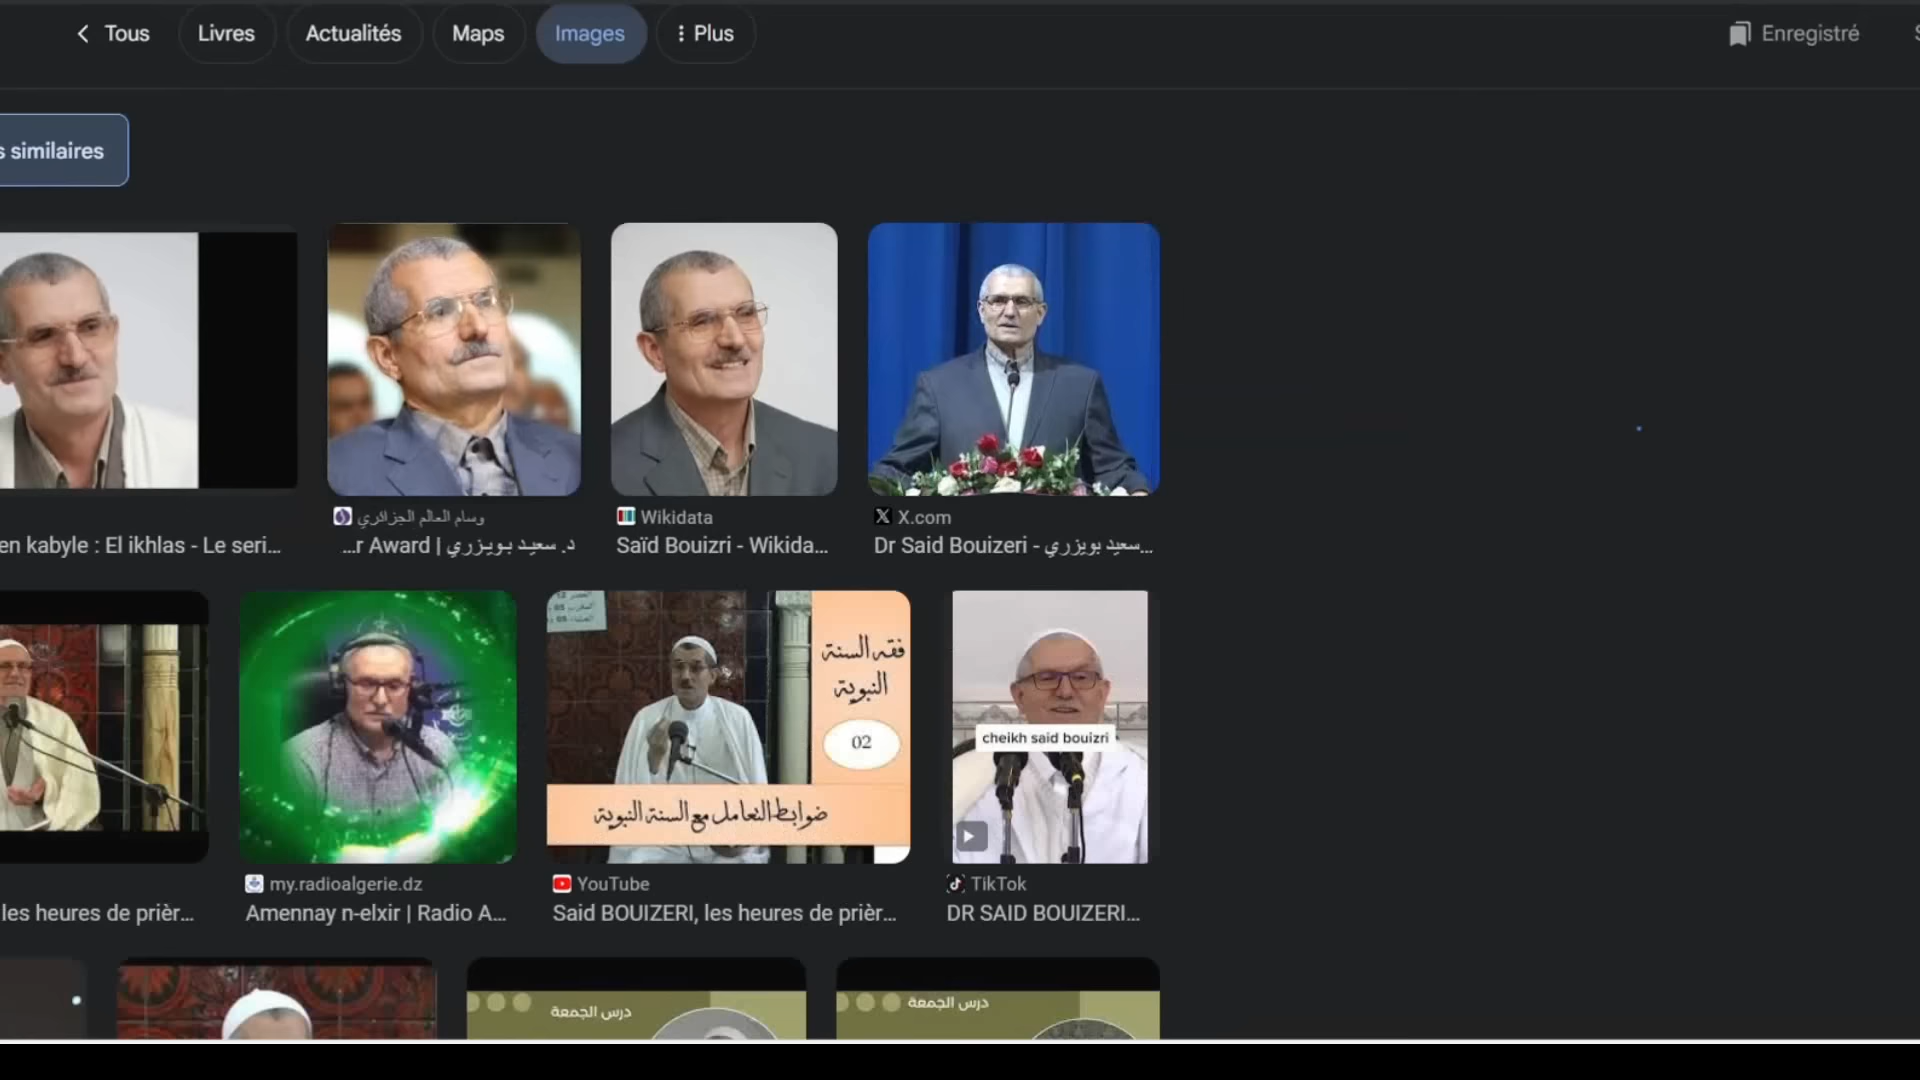 Tous
Livres
Actualités
Maps
Images
Plus
Enregistré
s similaires
وسام العالم الجزائري
Wikidata
X.com
en kabyle : El ikhlas - Le seri...
...r Award | د. سعيد بوبزري
Saïd Bouizri - Wikida...
Dr Said Bouizeri - سعيد بويزري...
فقه السنة
النبوية
02
ضوابط التعامل مع السنة النبوية
cheikh said bouizri
my.radioalgerie.dz
YouTube
TikTok
les heures de prièr...
Amennay n-elxir | Radio A...
Said BOUIZERI, les heures de prièr...
DR SAID BOUIZERI...
درس الجمعة
درس الجمعة